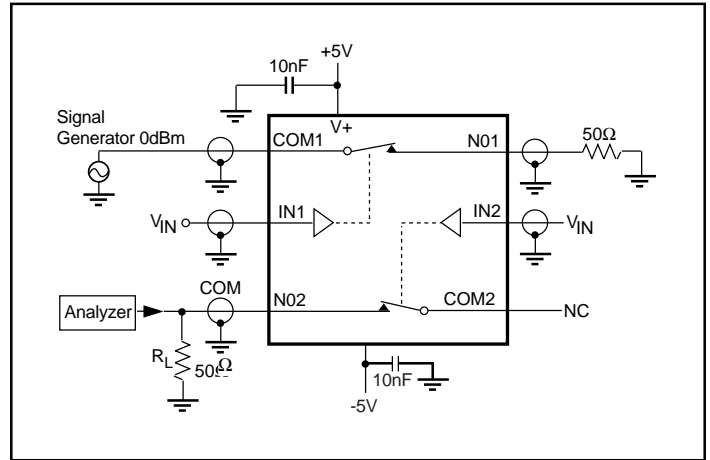 +5V
10nF
V+
Signal
Generator 0dBm
COM1
N01
50Ω
VIN
IN1
IN2
VIN
COM
N02
COM2
NC
Analyzer
RL
50Ω
10nF
-5V